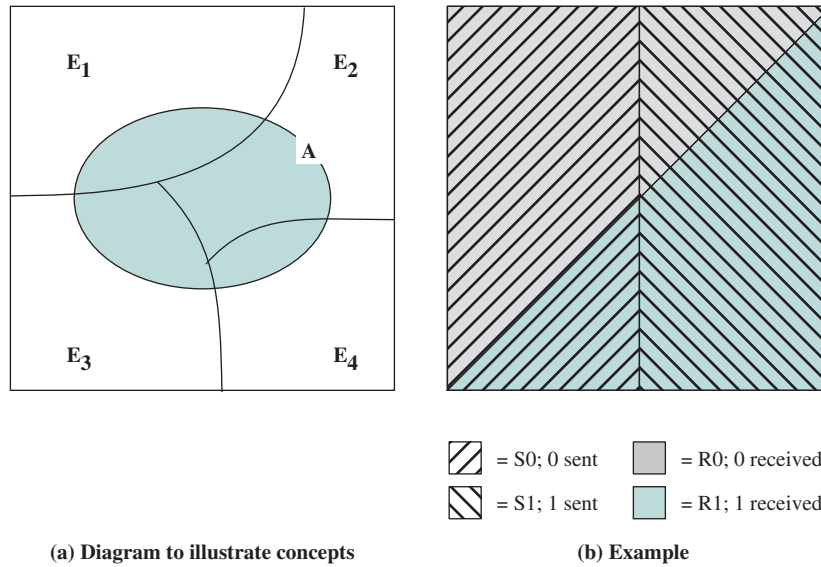 E1
E2
A
E3
E4
= S0; 0 sent
= R0; 0 received
= S1; 1 sent
= R1; 1 received
(a) Diagram to illustrate concepts
(b) Example